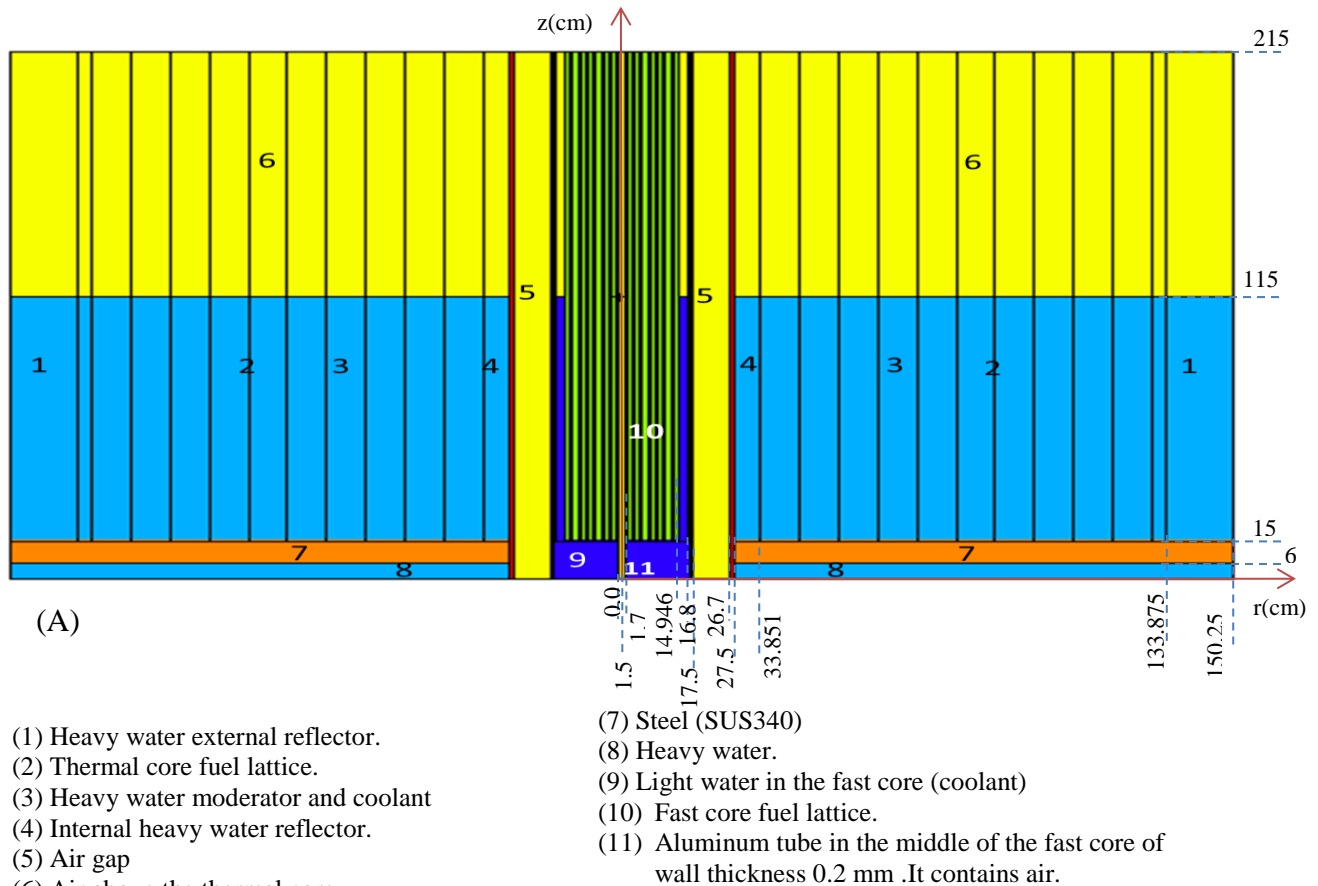 z(cm)
215
6
6
5
5
115
1
2
3
4
4
3
2
1
10
15
7
9
7
6
8
11
8
(A)
r(cm)
0.0
1.5
1.7
14.946
16.8
17.5
26.7
27.5
33.851
133.875
150.25
(1) Heavy water external reflector.
(2) Thermal core fuel lattice.
(3) Heavy water moderator and coolant
(4) Internal heavy water reflector.
(5) Air gap
(7) Steel (SUS340)
(8) Heavy water.
(9) Light water in the fast core (coolant)
(10) Fast core fuel lattice.
(11) Aluminum tube in the middle of the fast core of
wall thickness 0.2 mm .It contains air.